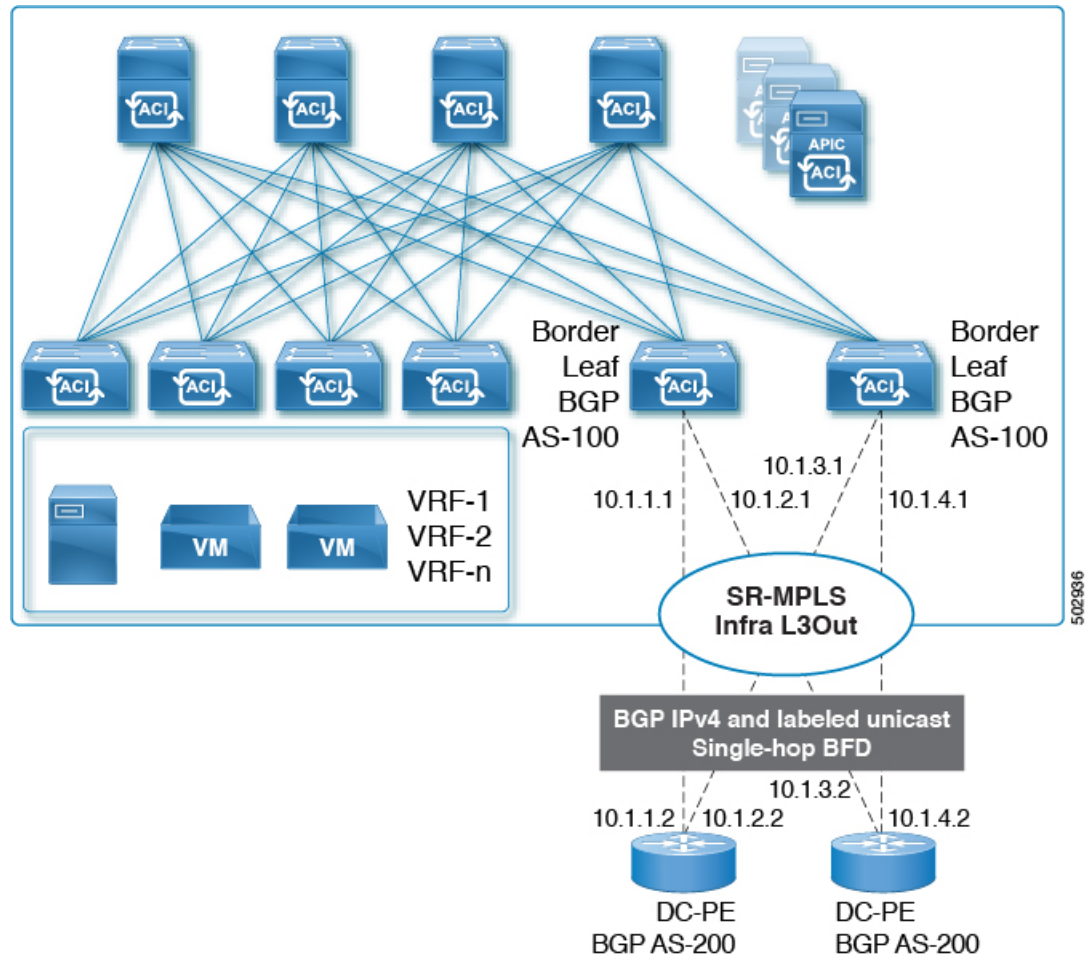 ACI
ACI
ACI
ACI
A
A
APIC
ACI
ACI
ACI
ACI
ACI
ACI
ACI
Border
Leaf
BGP
AS-100
Border
Leaf
BGP
AS-100
VM
VM
VRF-1
VRF-2
VRF-n
10.1.1.1
10.1.2.1
10.1.3.1
10.1.4.1
SR-MPLS
Infra L3Out
502936
BGP IPv4 and labeled unicast
Single-hop BFD
10.1.1.2
10.1.2.2
10.1.3.2
10.1.4.2
DC-PE
BGP AS-200
DC-PE
BGP AS-200